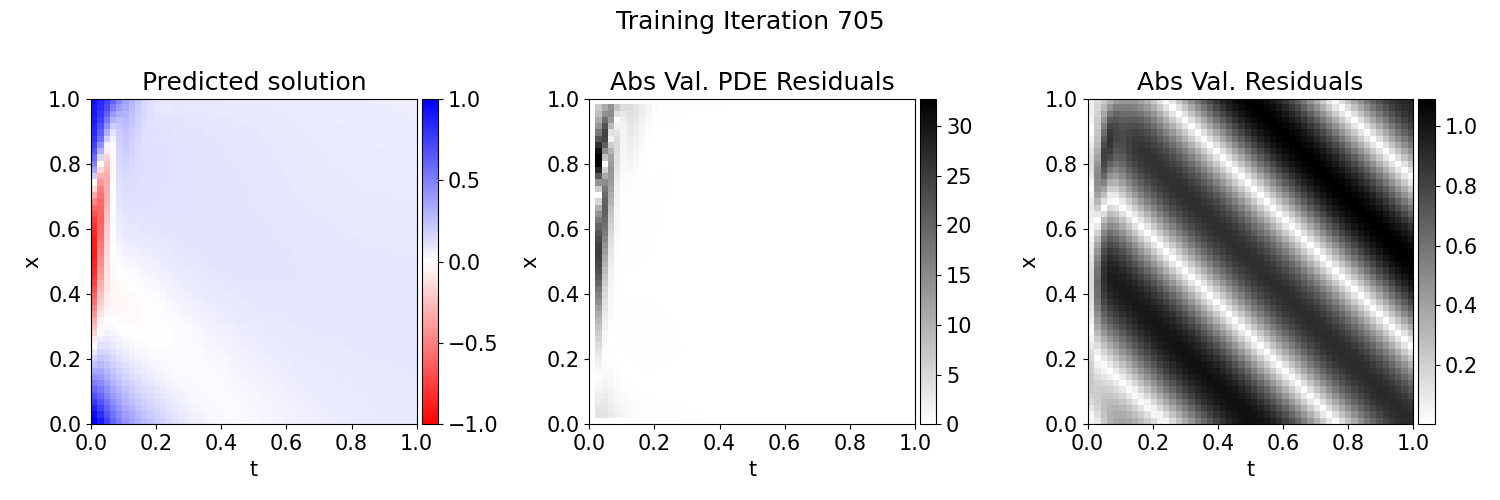 Training Iteration 705
Predicted solution
Abs Val. PDE Residuals
Abs Val. Residuals
1.0
0.8
0.6
0.4
0.2
0.0
x
0.0 0.2 0.4 0.6 0.8 1.0
t
1.0
0.5
0.0
−0.5
−1.0
1.0
0.8
0.6
0.4
0.2
0.0
x
0.0 0.2 0.4 0.6 0.8 1.0
t
30
25
20
15
10
5
0
1.0
0.8
0.6
0.4
0.2
0.0
x
0.0 0.2 0.4 0.6 0.8 1.0
t
1.0
0.8
0.6
0.4
0.2